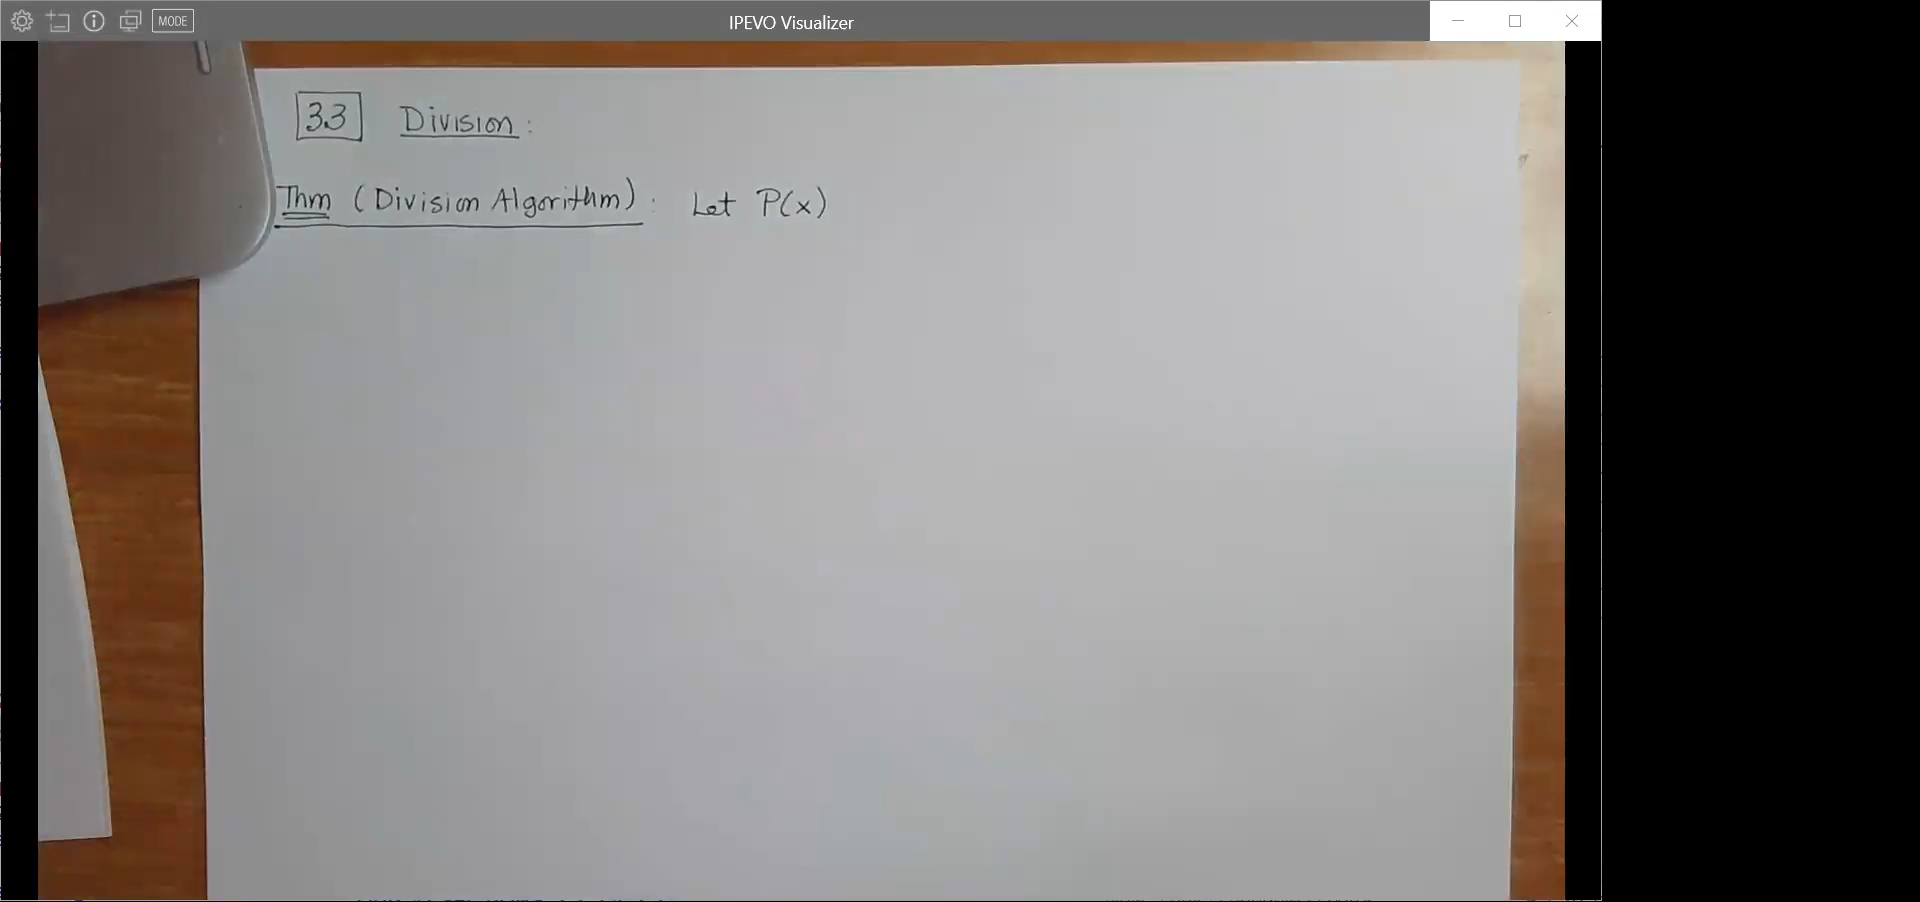 MODE
IPEVO Visualizer
3.3 Division:
Thm (Division Algorithm): Let P(x)